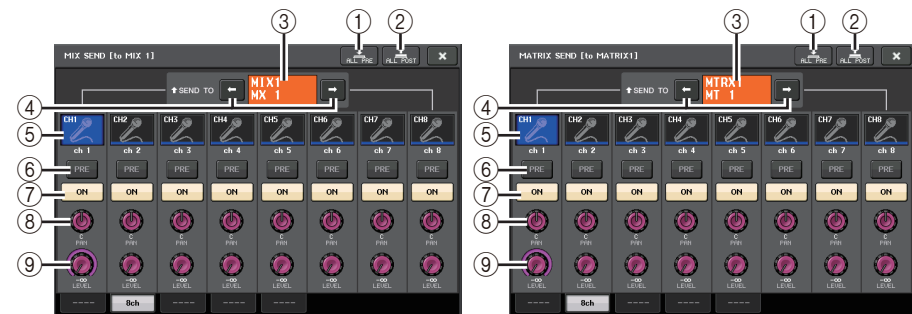 ③ ① ②
MIX SEND [to MIX 1] ALL PRE ALL POST ×
↑SEND TO ← MIX1 MX 1 →
④
⑤ CH1 CH2 CH3 CH4 CH5 CH6 CH7 CH8
ch 1 ch 2 ch 3 ch 4 ch 5 ch 6 ch 7 ch 8
⑥ PRE PRE PRE PRE PRE PRE PRE PRE
⑦ ON ON ON ON ON ON ON ON
⑧ C C C C C C C C
PAN PAN PAN PAN PAN PAN PAN PAN
⑨ -∞ -∞ -∞ -∞ -∞ -∞ -∞ -∞
LEVEL LEVEL LEVEL LEVEL LEVEL LEVEL LEVEL LEVEL
---- 8ch ---- ---- ----
③ ① ②
MATRIX SEND [to MATRIX1] ALL PRE ALL POST ×
↑SEND TO ← MTRX1 MT 1 →
④
⑤ CH1 CH2 CH3 CH4 CH5 CH6 CH7 CH8
ch 1 ch 2 ch 3 ch 4 ch 5 ch 6 ch 7 ch 8
⑥ PRE PRE PRE PRE PRE PRE PRE PRE
⑦ ON ON ON ON ON ON ON ON
⑧ C C C C C C C C
PAN PAN PAN PAN PAN PAN PAN PAN
⑨ -∞ -∞ -∞ -∞ -∞ -∞ -∞ -∞
LEVEL LEVEL LEVEL LEVEL LEVEL LEVEL LEVEL LEVEL
---- 8ch ---- ---- ----